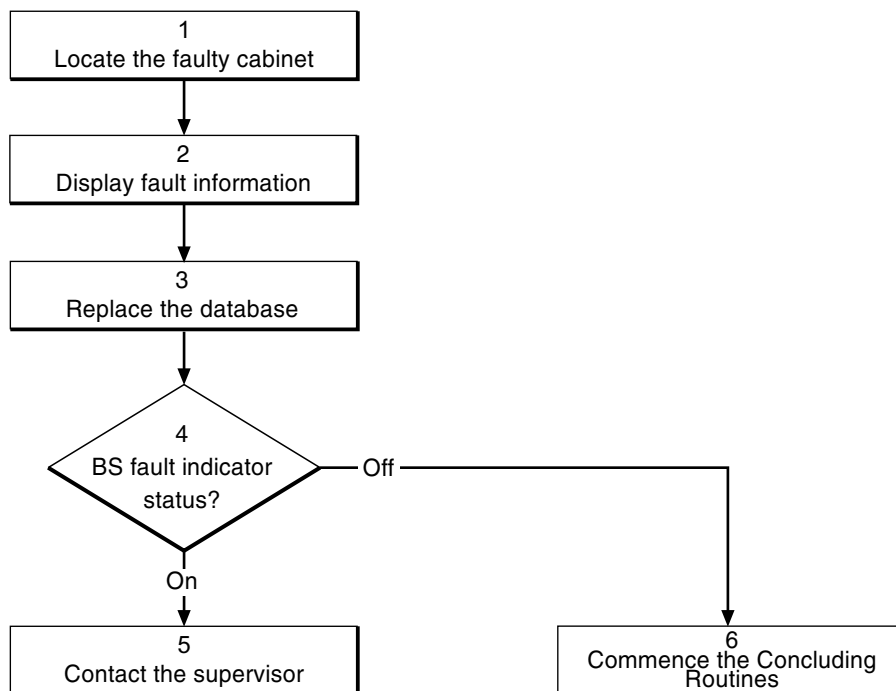 1
Locate the faulty cabinet
2
Display fault information
3
Replace the database
4
BS fault indicator
status?
Off
On
5
Contact the supervisor
6
Commence the Concluding
Routines